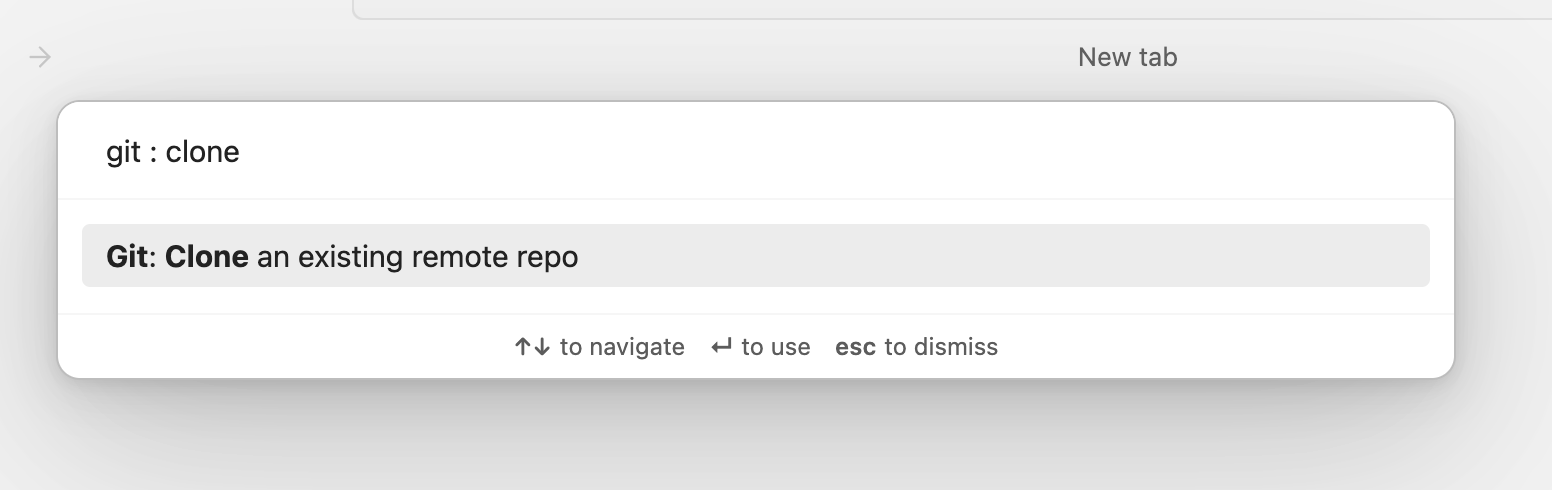 New tab
git : clone
Git: Clone an existing remote repo
↑↓ to navigate ↵ to use esc to dismiss